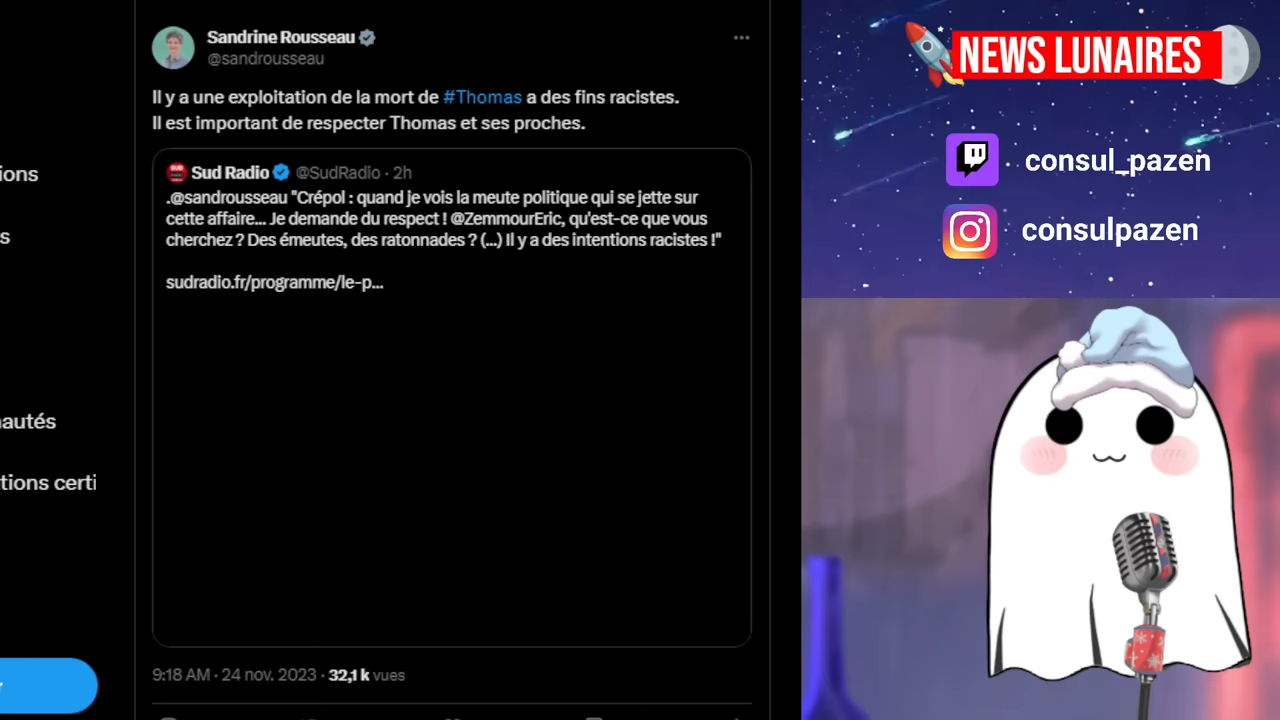 Sandrine Rousseau
@sandrousseau
Il y a une exploitation de la mort de #Thomas a des fins racistes.
Il est important de respecter Thomas et ses proches.
Sud Radio @SudRadio · 2h
.@sandrousseau "Crépol : quand je vois la meute politique qui se jette sur
cette affaire... Je demande du respect ! @ZemmourEric, qu'est-ce que vous
cherchez ? Des émeutes, des ratonnades ? (...) Il y a des intentions racistes !"
sudradio.fr/programme/le-p...
9:18 AM · 24 nov. 2023 · 32,1 k vues
ions
s
nautés
tions certi
NEWS LUNAIRES
consul_pazen
consulpazen